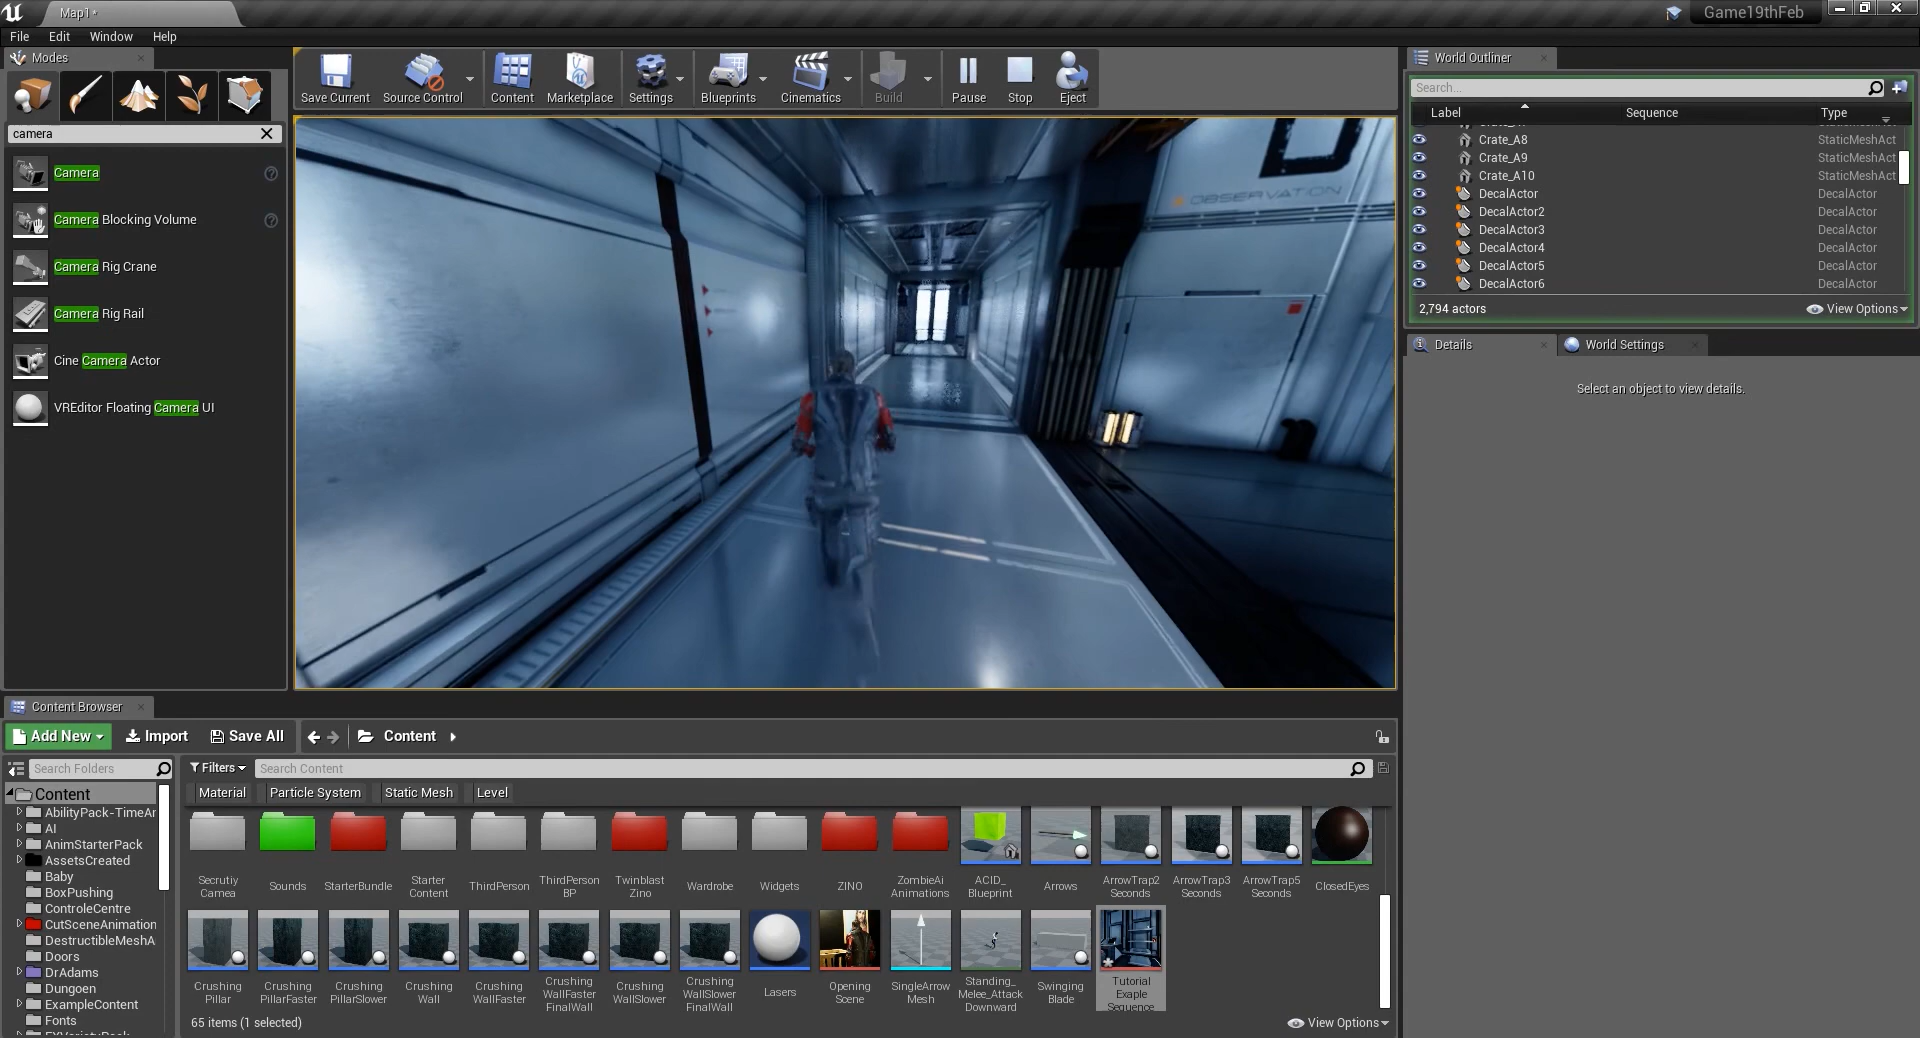 Map1*
Game19thFeb
File Edit Window Help
Modes
camera
Camera
Camera Blocking Volume
Camera Rig Crane
Camera Rig Rail
Cine Camera Actor
VREditor Floating Camera UI
Save Current
Source Control
Content
Marketplace
Settings
Blueprints
Cinematics
Build
Pause
Stop
Eject
OBSERVATION
World Outliner
Search...
Label Sequence Type
Crate_A8 StaticMeshAct
Crate_A9 StaticMeshAct
Crate_A10 StaticMeshAct
DecalActor DecalActor
DecalActor2 DecalActor
DecalActor3 DecalActor
DecalActor4 DecalActor
DecalActor5 DecalActor
DecalActor6 DecalActor
2,794 actors
View Options
Details
World Settings
Select an object to view details.
Content Browser
Add New Import Save All Content
Search Folders
Content
AbilityPack-TimeAr
AI
AnimStarterPack
AssetsCreated
Baby
BoxPushing
ControleCentre
CutSceneAnimation
DestructibleMeshA
Doors
DrAdams
Dungoen
ExampleContent
Fonts
Filters
Search Content
Material Particle System Static Mesh Level
Secrutiy
Camea
Sounds
StarterBundle
Starter
Content
ThirdPerson
ThirdPerson
BP
Twinblast
Zino
Wardrobe
Widgets
ZINO
ZombieAi
Animations
ACID_
Blueprint
Arrows
ArrowTrap2
Seconds
ArrowTrap3
Seconds
ArrowTrap5
Seconds
ClosedEyes
Crushing
Pillar
Crushing
PillarFaster
Crushing
PillarSlower
Crushing
Wall
Crushing
WallFaster
Crushing
WallFaster
FinalWall
Crushing
WallSlower
Crushing
WallSlower
FinalWall
Lasers
Opening
Scene
SingleArrow
Mesh
Standing_
Melee_Attack
Downward
Swinging
Blade
Tutorial
Exaple
Sequence
65 items (1 selected)
View Options